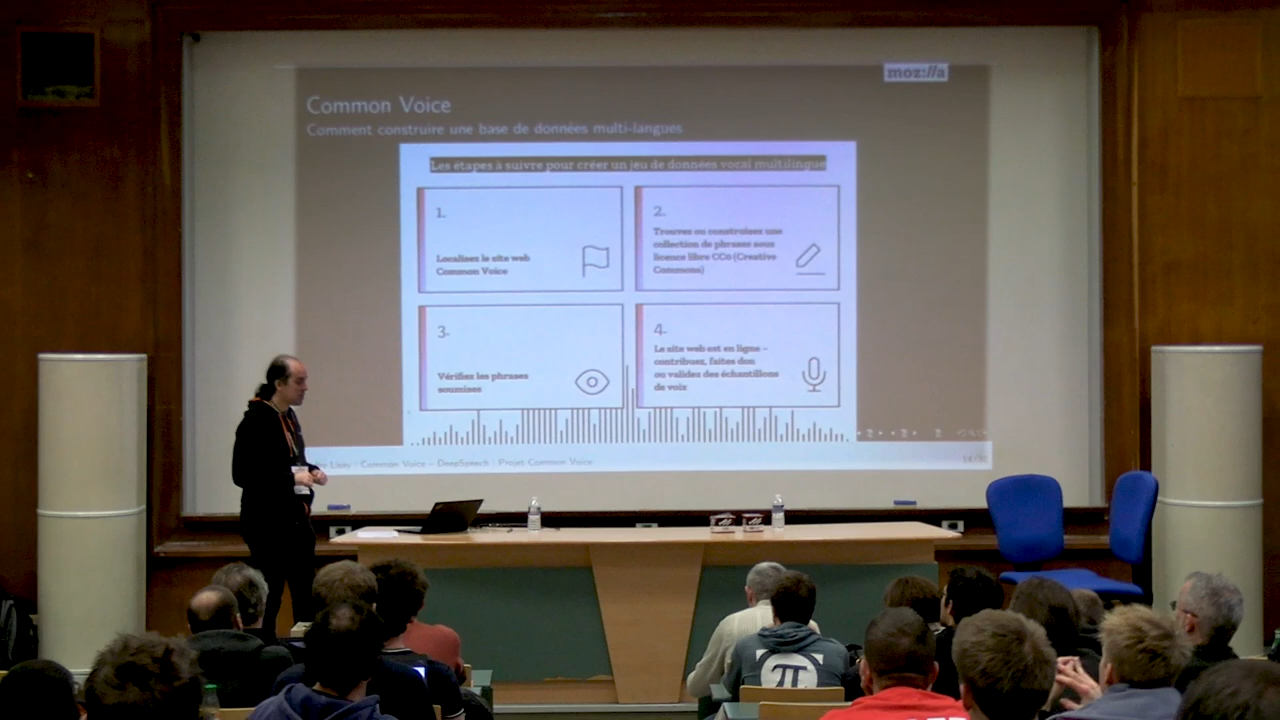 moz://a
Common Voice
Comment construire une base de données multi-langues
Les étapes à suivre pour créer un jeu de données vocal multilingue
1.
Localisez le site web
Common Voice
2.
Trouvez ou construisez une
collection de phrases sous
licence libre CC0 (Creative
Commons)
3.
Vérifiez les phrases
soumises
4.
Le site web est en ligne –
contribuez, faites don
ou validez des échantillons
de voix
Common Voice – DeepSpeech | Projet Common Voice
π